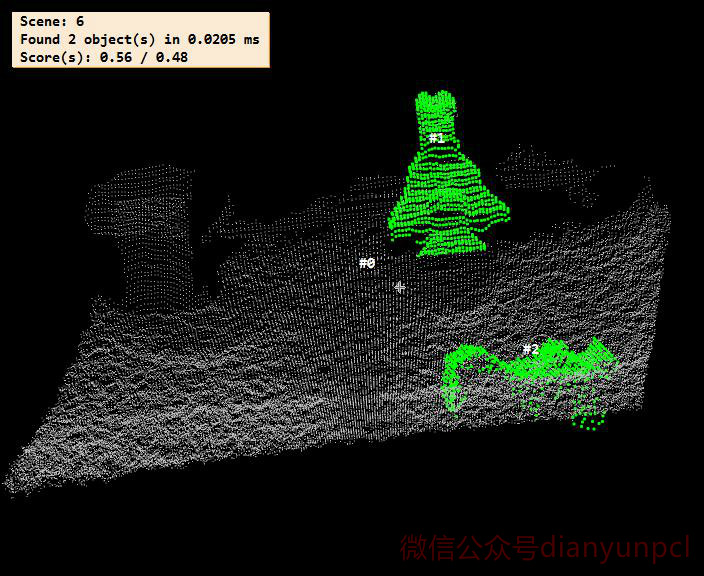 Scene: 6
Found 2 object(s) in 0.0205 ms
Score(s): 0.56 / 0.48
#1
#0
#2
微信公众号dianyunpcl